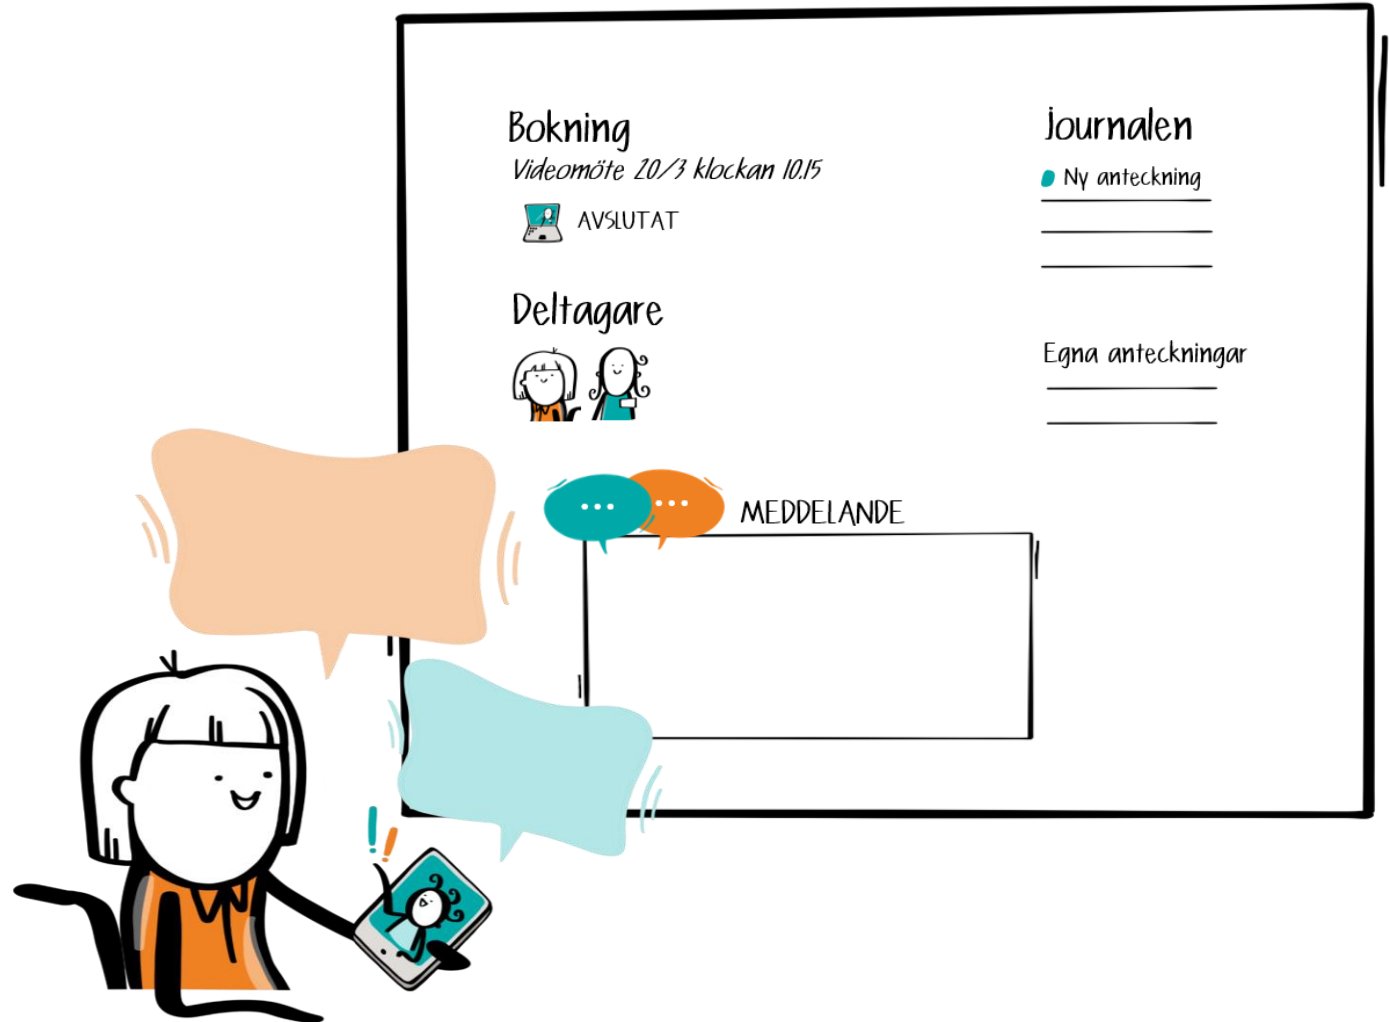 Bokning
Videomöte 20/3 klockan 10.15
AVSLUTAT
Deltagare
MEDDELANDE
Journalen
Ny anteckning
Egna anteckningar